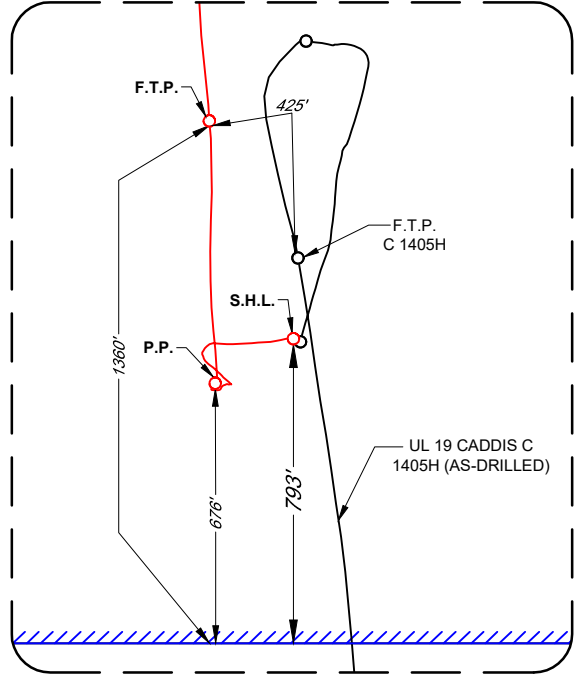 F.T.P.
425'
F.T.P.
C 1405H
S.H.L.
P.P.
1360'
676'
793'
UL 19 CADDIS C
1405H (AS-DRILLED)